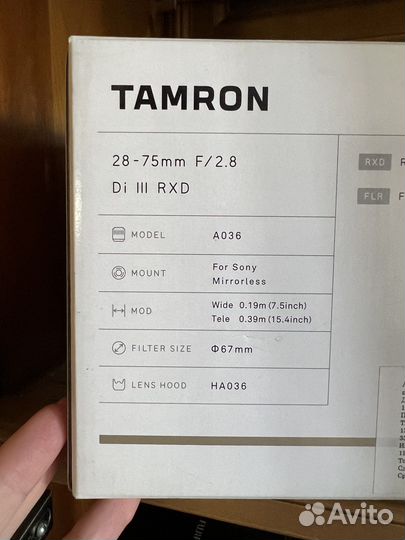 TAMRON
28-75mm F/2.8
Di III RXD
MODEL A036
MOUNT For Sony
Mirrorless
MOD Wide 0.19m (7.5inch)
Tele 0.39m (15.4inch)
FILTER SIZE Φ67mm
LENS HOOD HA036
RXD R
FLR F
FUJI
Avito